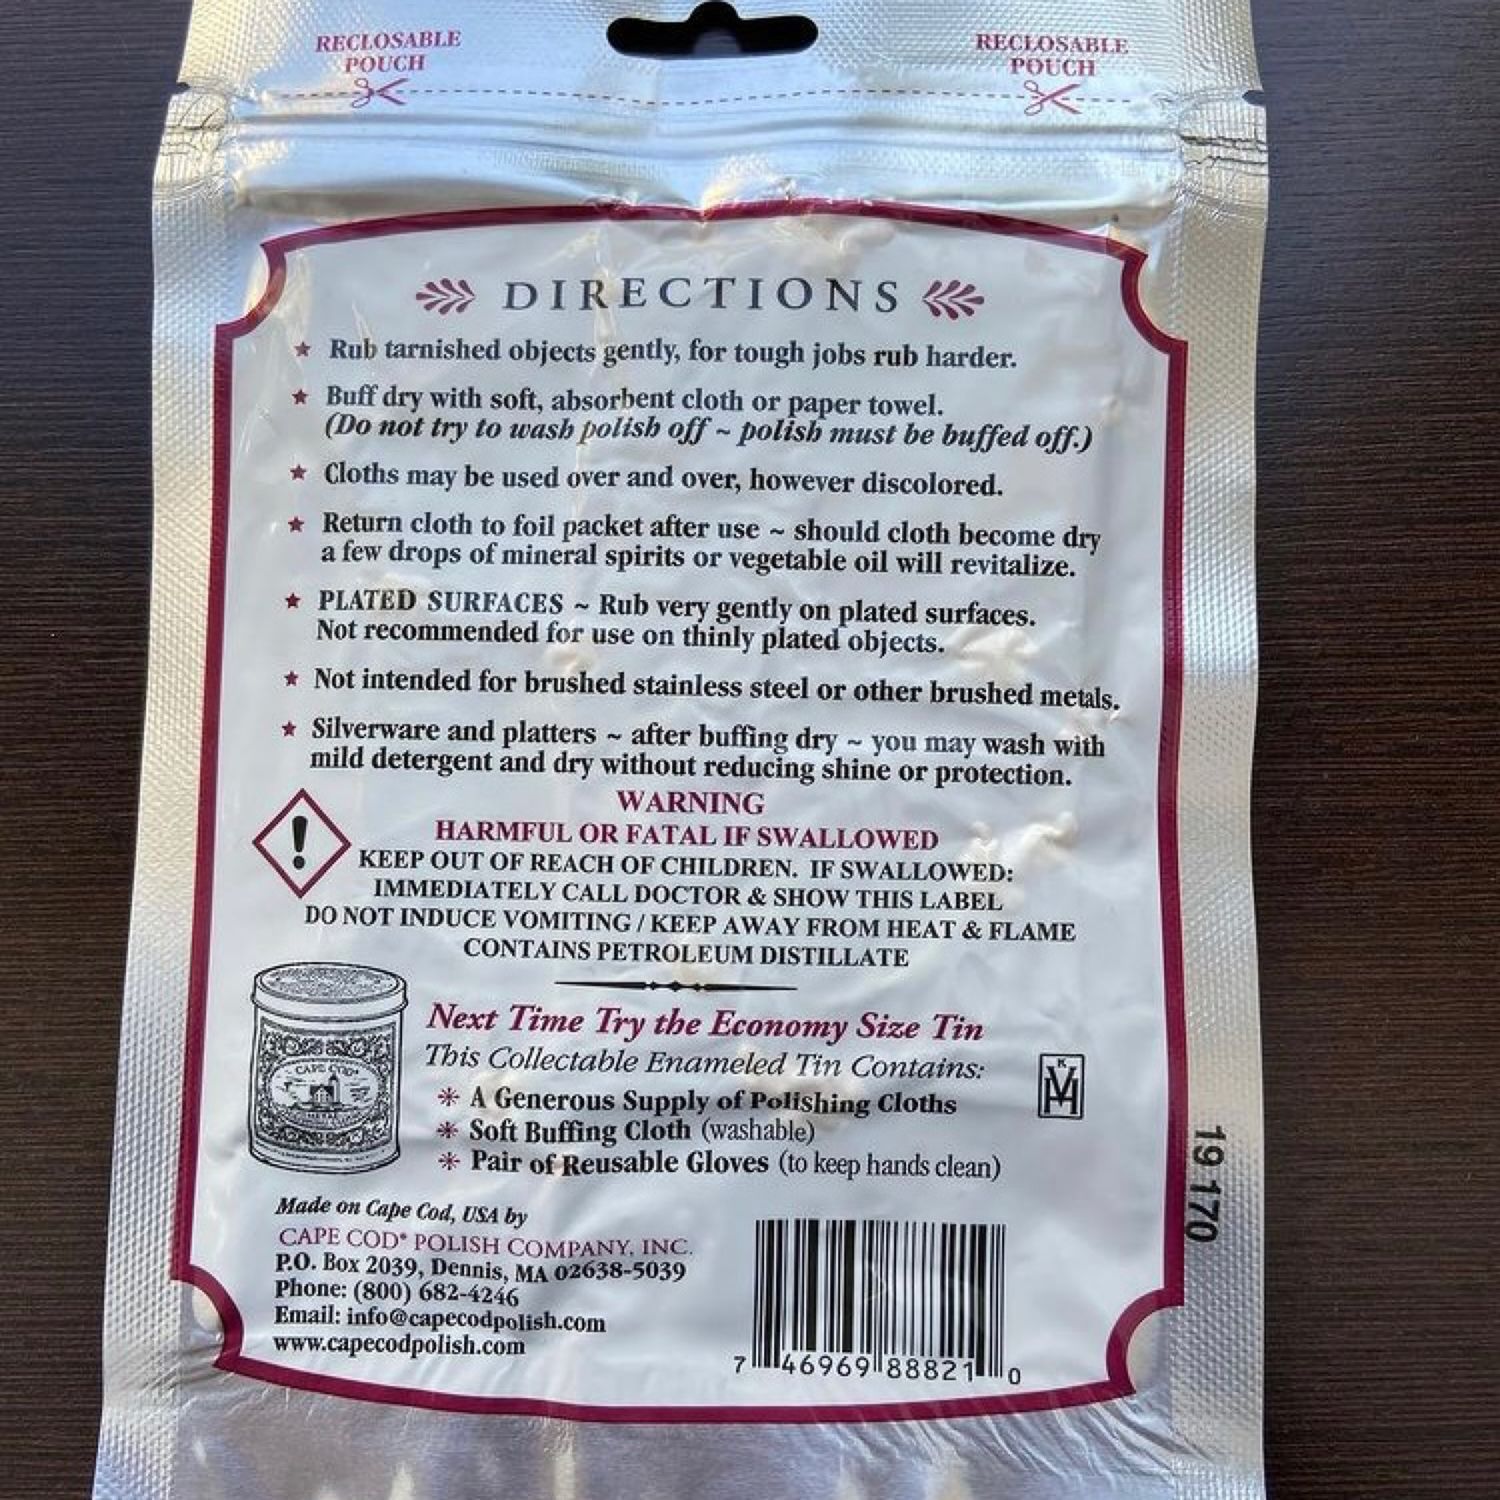 RECLOSABLE
POUCH
RECLOSABLE
POUCH
DIRECTIONS
★ Rub tarnished objects gently, for tough jobs rub harder.
★ Buff dry with soft, absorbent cloth or paper towel.
(Do not try to wash polish off ~ polish must be buffed off.)
★ Cloths may be used over and over, however discolored.
★ Return cloth to foil packet after use ~ should cloth become dry
a few drops of mineral spirits or vegetable oil will revitalize.
★ PLATED SURFACES ~ Rub very gently on plated surfaces.
Not recommended for use on thinly plated objects.
★ Not intended for brushed stainless steel or other brushed metals.
★ Silverware and platters ~ after buffing dry ~ you may wash with
mild detergent and dry without reducing shine or protection.
WARNING
HARMFUL OR FATAL IF SWALLOWED
KEEP OUT OF REACH OF CHILDREN. IF SWALLOWED:
IMMEDIATELY CALL DOCTOR & SHOW THIS LABEL
DO NOT INDUCE VOMITING / KEEP AWAY FROM HEAT & FLAME
CONTAINS PETROLEUM DISTILLATE
Next Time Try the Economy Size Tin
This Collectable Enameled Tin Contains:
* A Generous Supply of Polishing Cloths
* Soft Buffing Cloth (washable)
* Pair of Reusable Gloves (to keep hands clean)
CAPE COD®
K
VH
19 170
Made on Cape Cod, USA by
CAPE COD® POLISH COMPANY, INC.
P.O. Box 2039, Dennis, MA 02638-5039
Phone: (800) 682-4246
Email: info@capecodpolish.com
www.capecodpolish.com
7 46969 88821 0